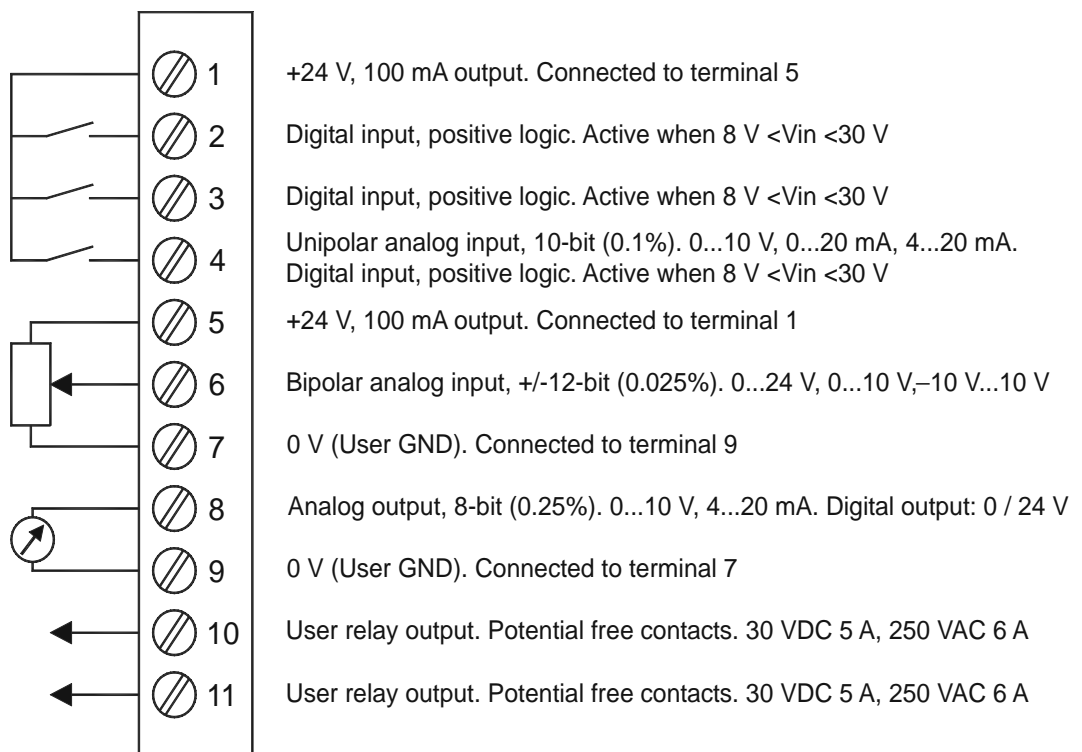 1 +24 V, 100 mA output. Connected to terminal 5
2 Digital input, positive logic. Active when 8 V <Vin <30 V
3 Digital input, positive logic. Active when 8 V <Vin <30 V
4 Unipolar analog input, 10-bit (0.1%). 0...10 V, 0...20 mA, 4...20 mA.
Digital input, positive logic. Active when 8 V <Vin <30 V
5 +24 V, 100 mA output. Connected to terminal 1
6 Bipolar analog input, +/-12-bit (0.025%). 0...24 V, 0...10 V,–10 V...10 V
7 0 V (User GND). Connected to terminal 9
8 Analog output, 8-bit (0.25%). 0...10 V, 4...20 mA. Digital output: 0 / 24 V
9 0 V (User GND). Connected to terminal 7
10 User relay output. Potential free contacts. 30 VDC 5 A, 250 VAC 6 A
11 User relay output. Potential free contacts. 30 VDC 5 A, 250 VAC 6 A